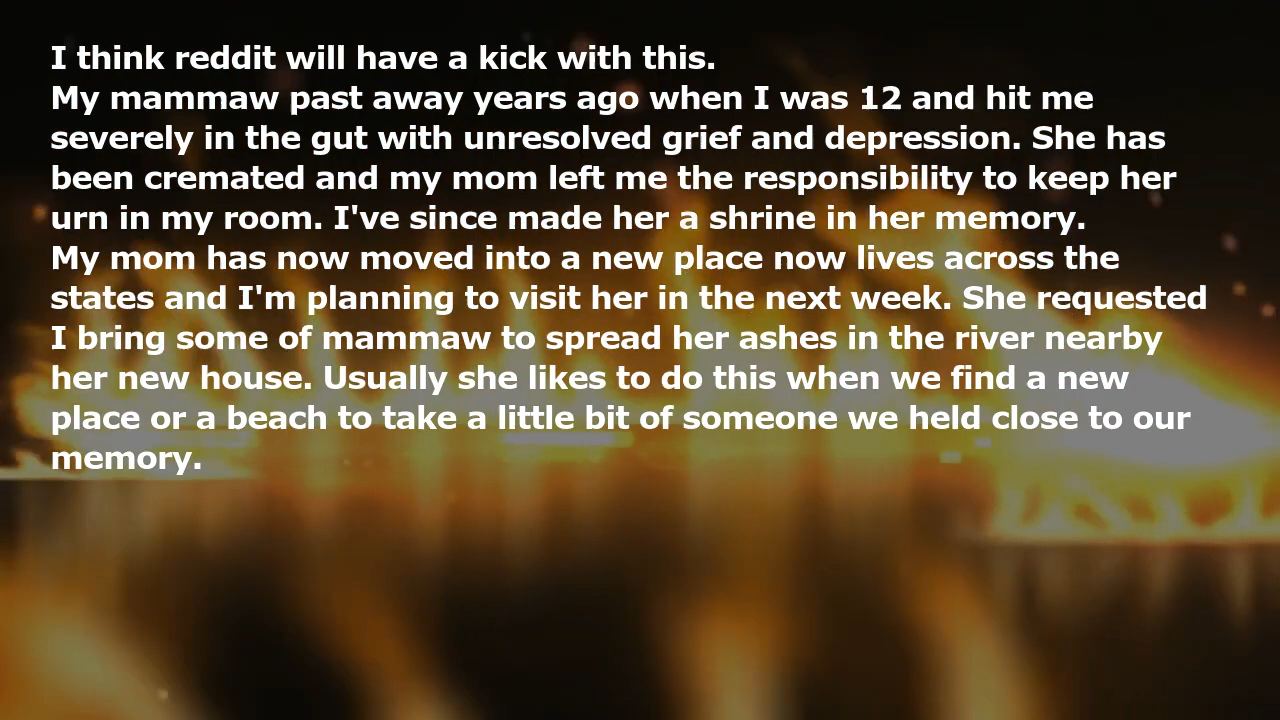 I think reddit will have a kick with this.
My mammaw past away years ago when I was 12 and hit me
severely in the gut with unresolved grief and depression. She has
been cremated and my mom left me the responsibility to keep her
urn in my room. I've since made her a shrine in her memory.
My mom has now moved into a new place now lives across the
states and I'm planning to visit her in the next week. She requested
I bring some of mammaw to spread her ashes in the river nearby
her new house. Usually she likes to do this when we find a new
place or a beach to take a little bit of someone we held close to our
memory.